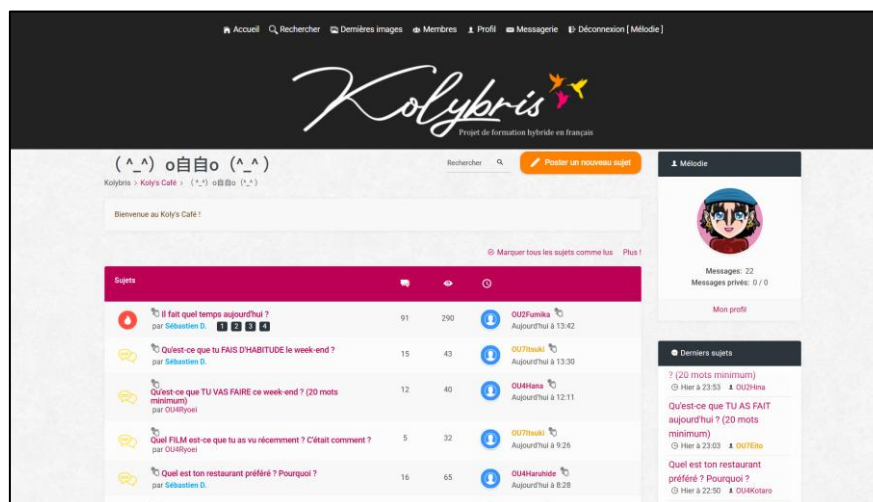 Accueil Rechercher Dernières images Membres Profil Messagerie Déconnexion [ Mélodie ]
Kolybris
Projet de formation hybride en français
( ^_^) o自自o (^_^ )
Rechercher
Poster un nouveau sujet
Kolybris > Koly's Café > ( ^_^) o自自o (^_^ )
Bienvenue au Koly's Café !
Marquer tous les sujets comme lus Plus !
Sujets
Il fait quel temps aujourd'hui ?
par Sébastien D. 1 2 3 4
91 290
OU2Fumika
Aujourd'hui à 13:42
Qu'est-ce que tu FAIS D'HABITUDE le week-end ?
par Sébastien D.
15 43
OU7Itsuki
Aujourd'hui à 13:30
Qu'est-ce que TU VAS FAIRE ce week-end ? (20 mots
minimum)
par OU4Ryoei
12 40
OU4Hana
Aujourd'hui à 12:11
Quel FILM est-ce que tu as vu récemment ? C'était comment ?
par OU4Ryoei
5 32
OU7Itsuki
Aujourd'hui à 9:26
Quel est ton restaurant préféré ? Pourquoi ?
par Sébastien D.
16 65
OU4Haruhide
Aujourd'hui à 8:28
Mélodie
Messages: 22
Messages privés: 0 / 0
Mon profil
Derniers sujets
? (20 mots minimum)
Hier à 23:53 OU2Hina
Qu'est-ce que TU AS FAIT
aujourd'hui ? (20 mots
minimum)
Hier à 23:03 OU7Eito
Quel est ton restaurant
préféré ? Pourquoi ?
Hier à 22:50 OU4Kotaro